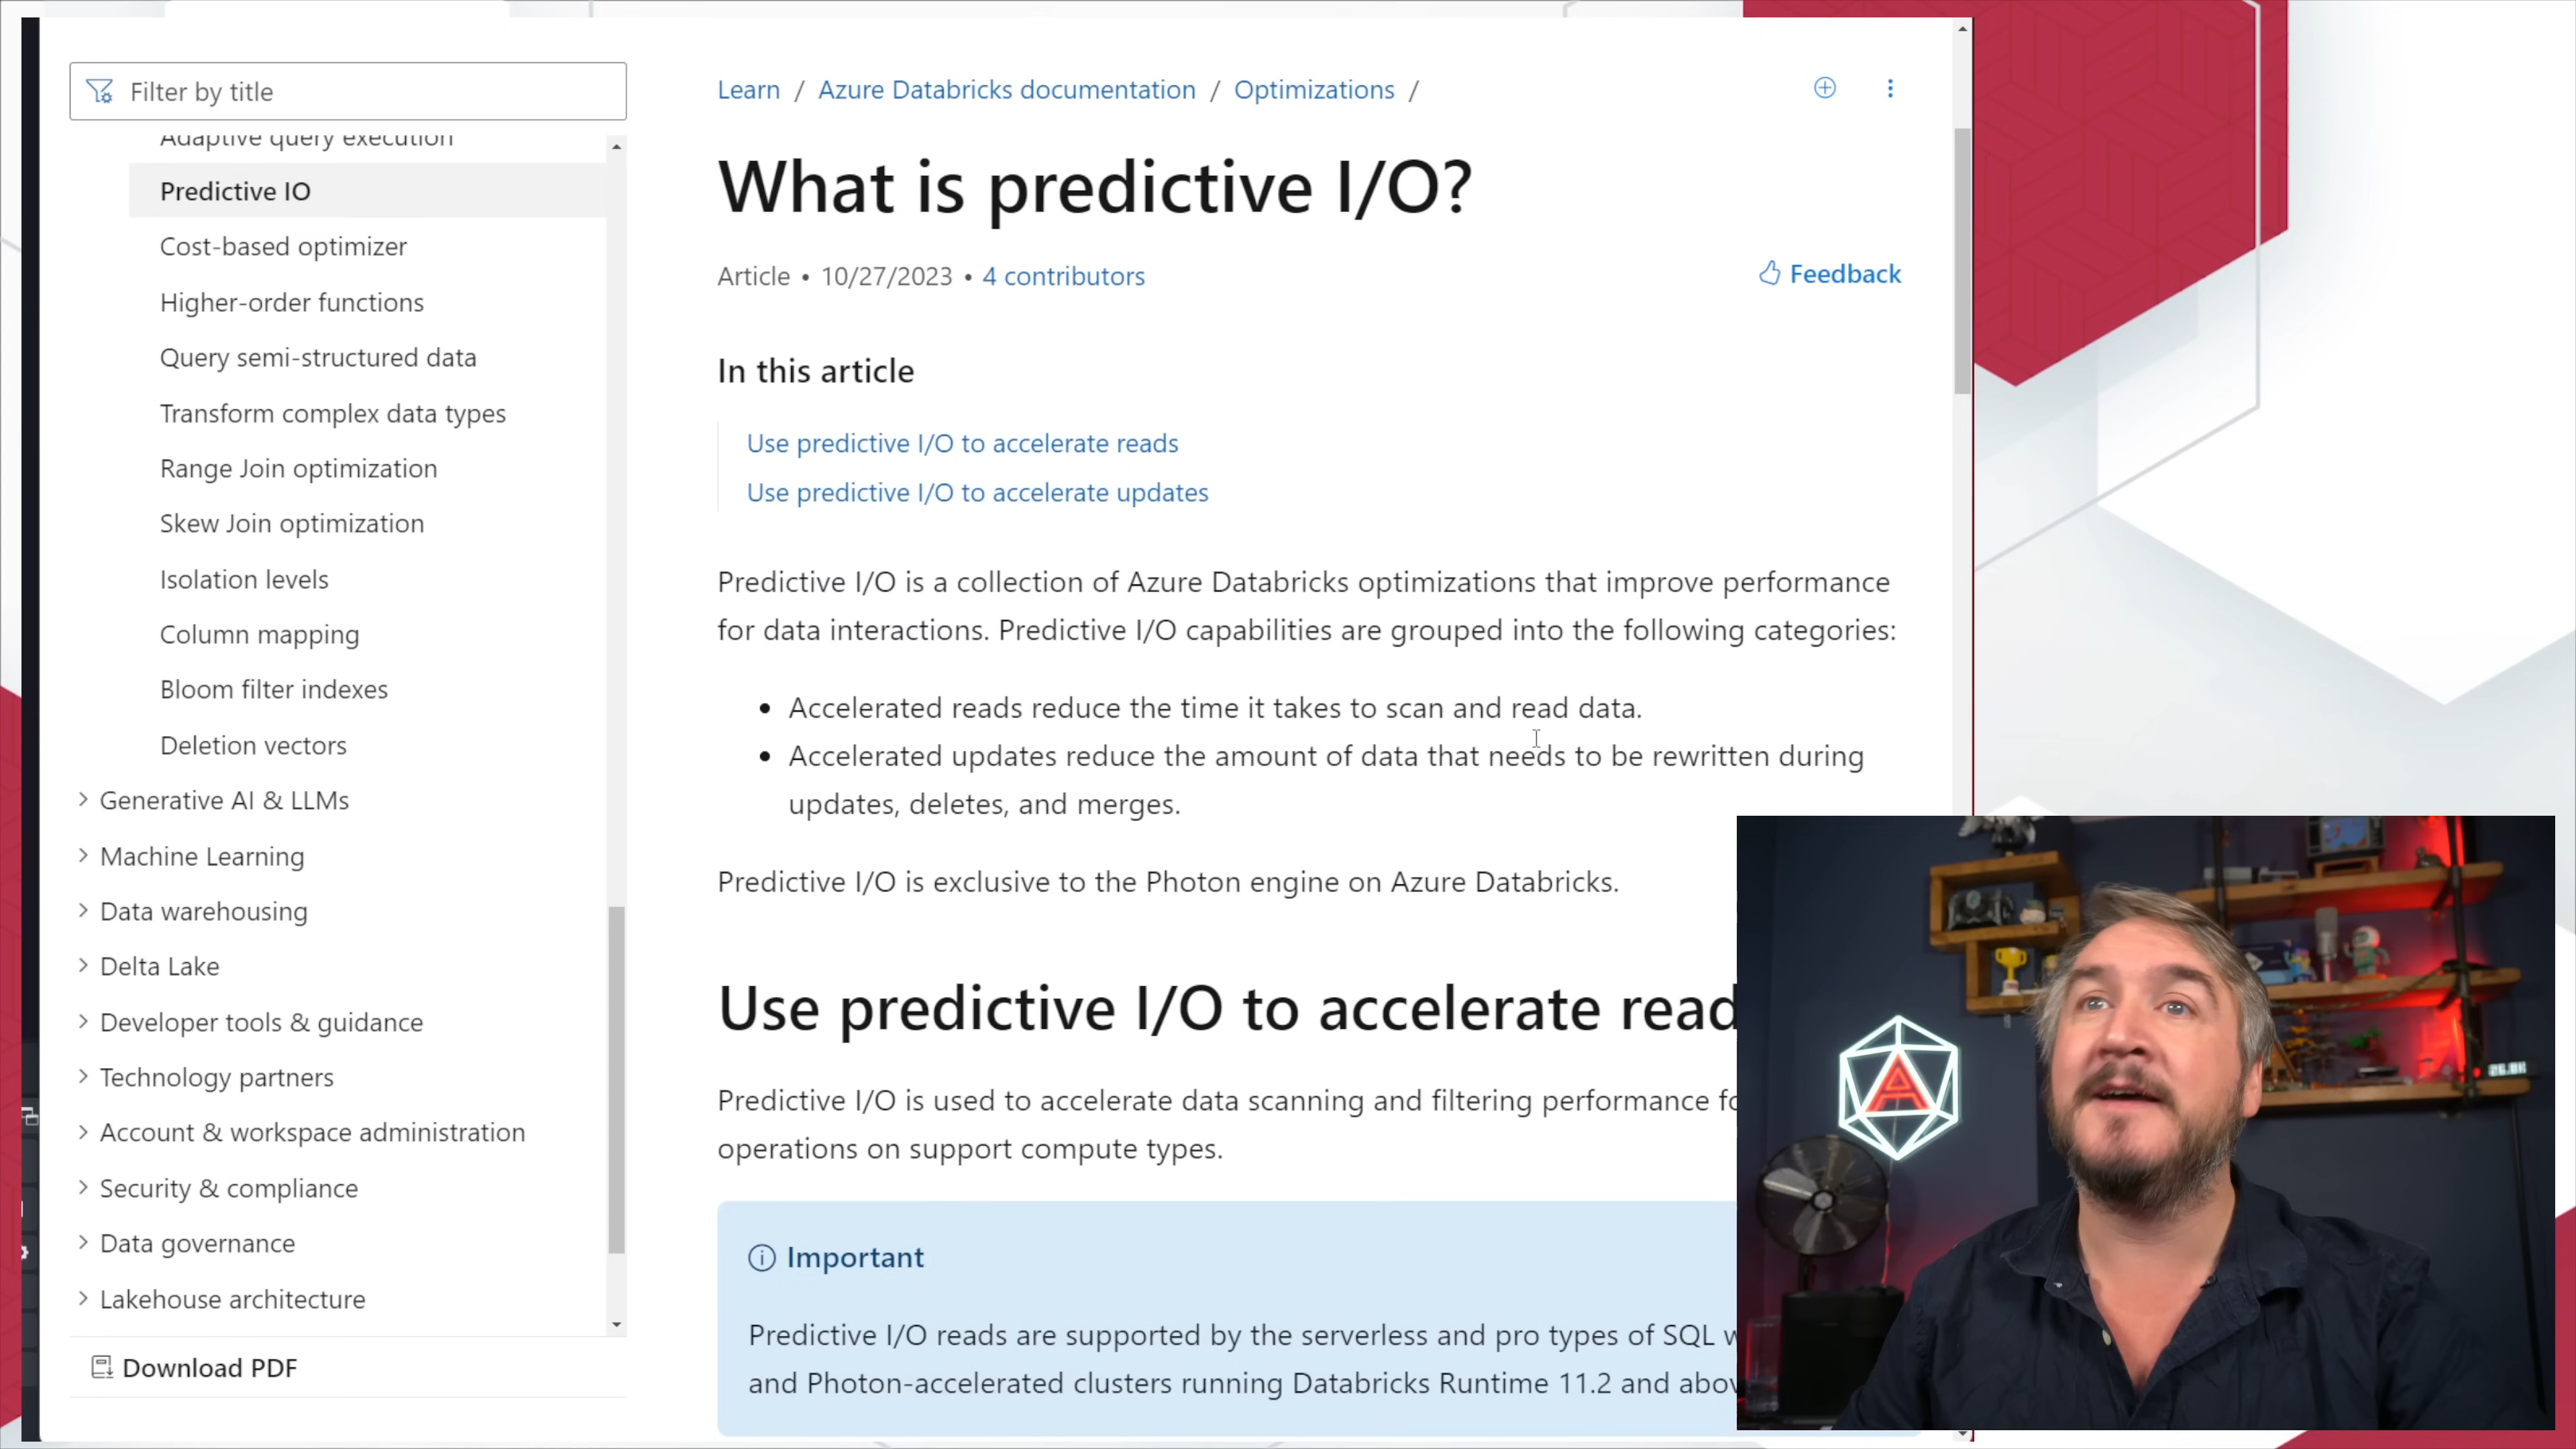 Filter by title
Adaptive query execution
Predictive IO
Cost-based optimizer
Higher-order functions
Query semi-structured data
Transform complex data types
Range Join optimization
Skew Join optimization
Isolation levels
Column mapping
Bloom filter indexes
Deletion vectors
Generative AI & LLMs
Machine Learning
Data warehousing
Delta Lake
Developer tools & guidance
Technology partners
Account & workspace administration
Security & compliance
Data governance
Lakehouse architecture
Download PDF
Learn / Azure Databricks documentation / Optimizations /
What is predictive I/O?
Article • 10/27/2023 • 4 contributors
Feedback
In this article
Use predictive I/O to accelerate reads
Use predictive I/O to accelerate updates
Predictive I/O is a collection of Azure Databricks optimizations that improve performance
for data interactions. Predictive I/O capabilities are grouped into the following categories:
• Accelerated reads reduce the time it takes to scan and read data.
• Accelerated updates reduce the amount of data that needs to be rewritten during
updates, deletes, and merges.
Predictive I/O is exclusive to the Photon engine on Azure Databricks.
Use predictive I/O to accelerate read
Predictive I/O is used to accelerate data scanning and filtering performance
operations on support compute types.
Important
Predictive I/O reads are supported by the serverless and pro types of SQL
and Photon-accelerated clusters running Databricks Runtime 11.2 and
A